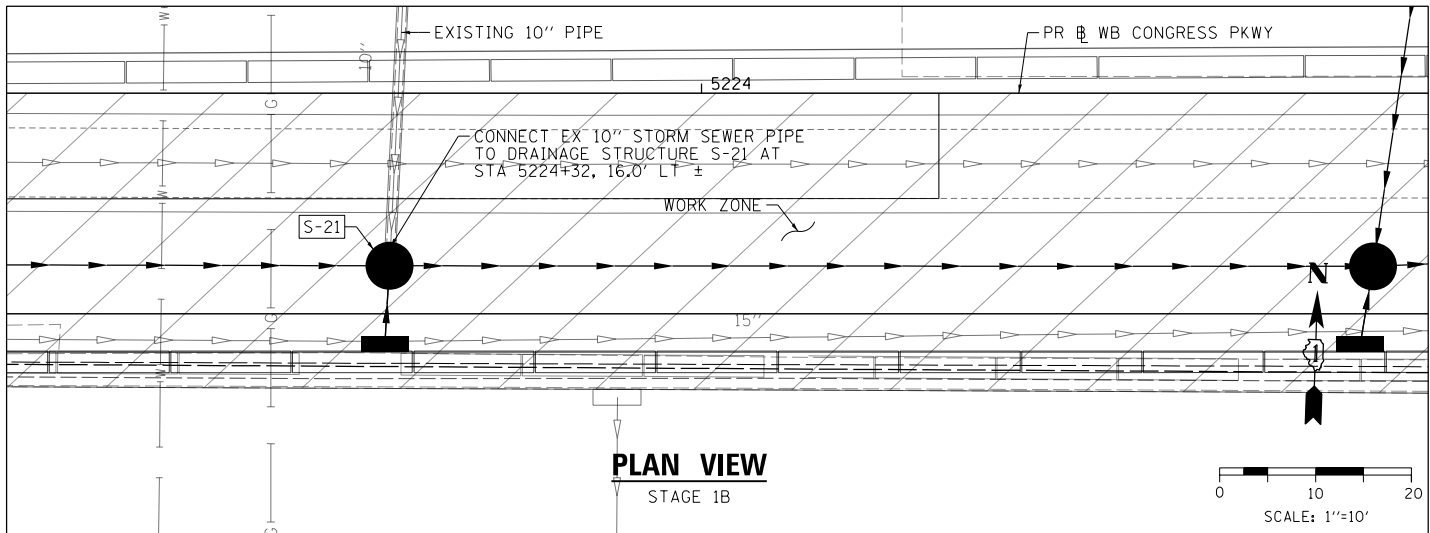 EXISTING 10'' PIPE
PR ℄ WB CONGRESS PKWY
W
10''
5224
G
CONNECT EX 10'' STORM SEWER PIPE
TO DRAINAGE STRUCTURE S-21 AT
STA 5224+32, 16.0' LT ±
W
WORK ZONE
S-21
N
G
15''
1
W
PLAN VIEW
STAGE 1B
0 10 20
SCALE: 1''=10'
G